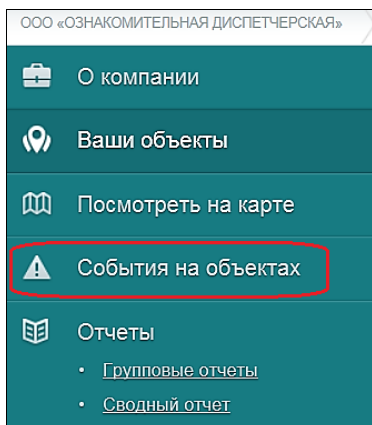 ООО «ОЗНАКОМИТЕЛЬНАЯ ДИСПЕТЧЕРСКАЯ»
О компании
Ваши объекты
Посмотреть на карте
События на объектах
Отчеты
• Групповые отчеты
• Сводный отчет